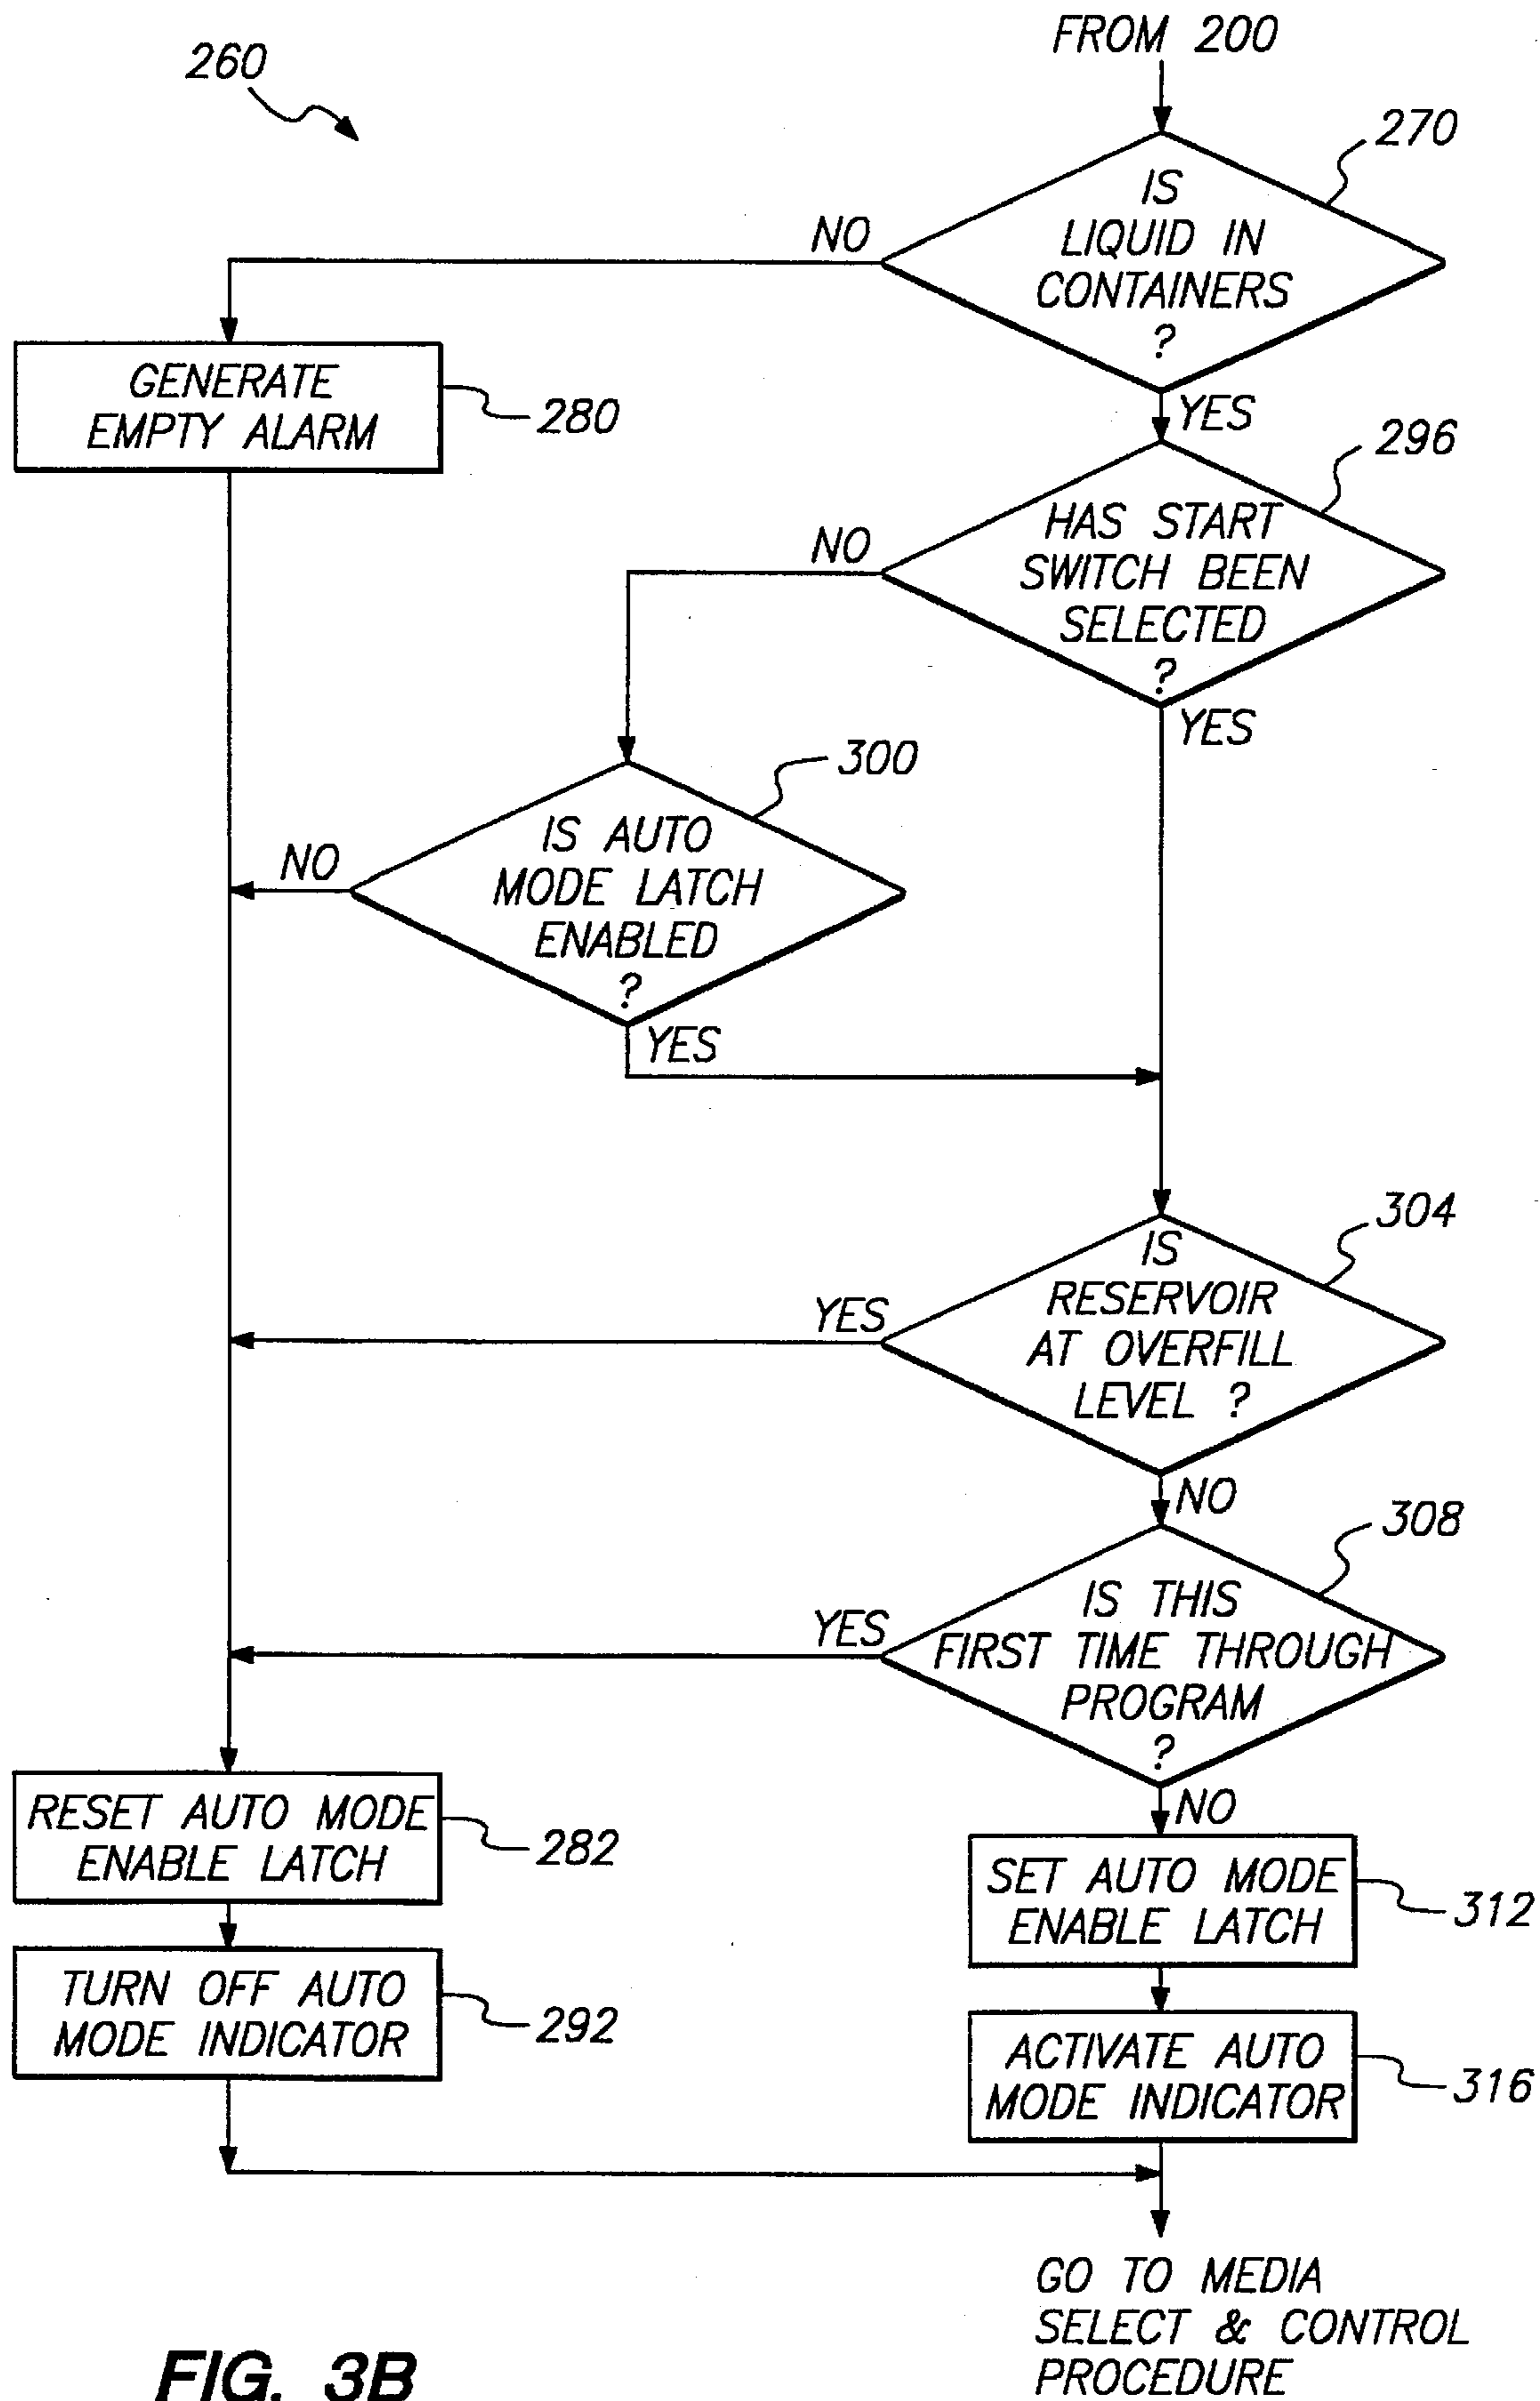 FROM 200
260
270
IS
LIQUID IN
CONTAINERS
?
NO
YES
GENERATE
EMPTY ALARM
280
296
HAS START
SWITCH BEEN
SELECTED
?
NO
YES
300
IS AUTO
MODE LATCH
ENABLED
?
NO
YES
304
IS
RESERVOIR
AT OVERFILL
LEVEL ?
YES
NO
308
IS THIS
FIRST TIME THROUGH
PROGRAM
?
YES
NO
RESET AUTO MODE
ENABLE LATCH
282
SET AUTO MODE
ENABLE LATCH
312
TURN OFF AUTO
MODE INDICATOR
292
ACTIVATE AUTO
MODE INDICATOR
316
GO TO MEDIA
SELECT & CONTROL
PROCEDURE
FIG. 3B